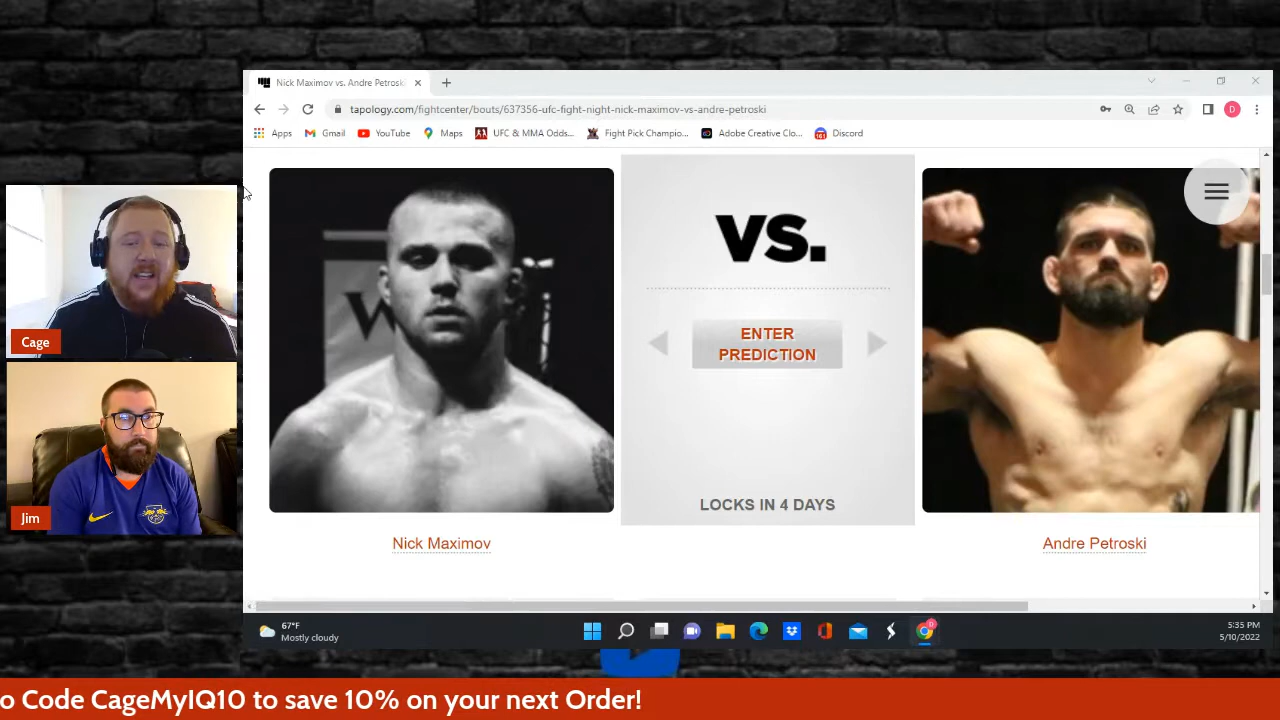 Nick Maximov vs. Andre Petrosk
tapology.com/fightcenter/bouts/637356-ufc-fight-night-nick-maximov-vs-andre-petroski
D
Apps
Gmail
YouTube
Maps
UFC & MMA Odds...
Fight Pick Champio...
Adobe Creative Clo...
Discord
W
VS.
ENTER
PREDICTION
LOCKS IN 4 DAYS
Nick Maximov
Andre Petroski
Cage
Jim
67°F
Mostly cloudy
5:35 PM
5/10/2022
o Code CageMyIQ10 to save 10% on your next Order!